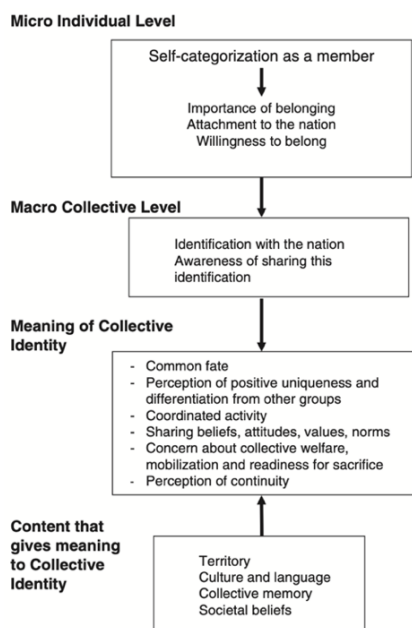 Micro Individual Level
Self-categorization as a member
Importance of belonging
Attachment to the nation
Willingness to belong
Macro Collective Level
Identification with the nation
Awareness of sharing this
identification
Meaning of Collective
Identity
- Common fate
- Perception of positive uniqueness and
differentiation from other groups
- Coordinated activity
- Sharing beliefs, attitudes, values, norms
- Concern about collective welfare,
mobilization and readiness for sacrifice
- Perception of continuity
Content that
gives meaning
to Collective
Identity
Territory
Culture and language
Collective memory
Societal beliefs